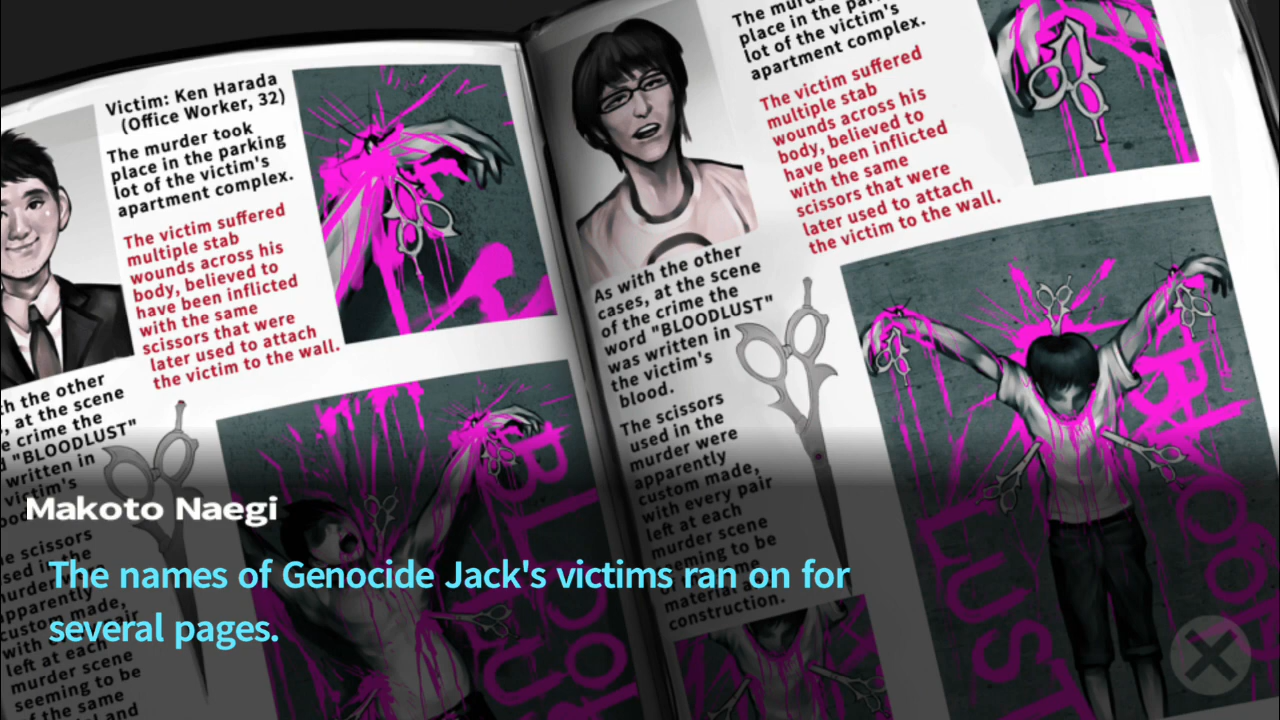 Victim: Ken Harada
(Office Worker, 32)
The murder took
place in the parking
lot of the victim's
apartment complex.
The victim suffered
multiple stab
wounds across his
body, believed to
have been inflicted
with the same
scissors that were
later used to attach
the victim to the wall.
the other
at the scene
crime the
"BLOODLUST"
written in
victim's
scissors
murder
apparently
custom made,
with every pair
left at each
murder scene
seeming to be
of the same
and
BLOOD
LUST
The
place in the
lot of the victim's
apartment complex.
The victim suffered
multiple stab
wounds across his
body, believed to
have been inflicted
with the same
scissors that were
later used to attach
the victim to the wall.
As with the other
cases, at the scene
of the crime the
word "BLOODLUST"
was written in
the victim's
blood.
The scissors
used in the
murder were
apparently
custom made,
with every pair
left at each
murder scene
seeming to be
of the same
material and
construction.
BLOOD
LUST
Makoto Naegi
The names of Genocide Jack's victims ran on for
several pages.